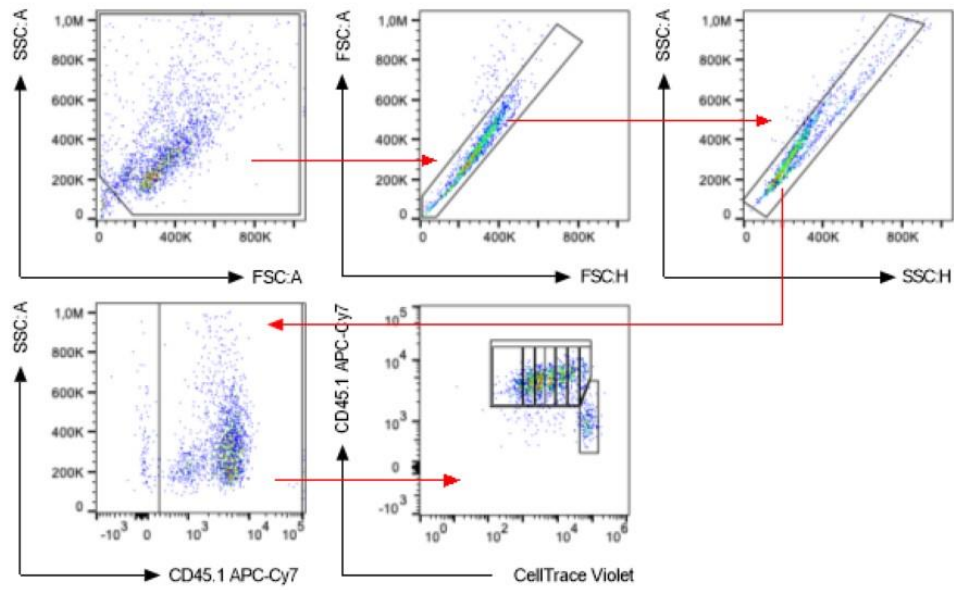 SSC:A
1,0M
800K
600K
400K
200K
0
0
400K
800K
FSC:A
FSC:A
1,0M
800K
600K
400K
200K
0
0
400K
800K
FSC:H
SSC:A
1,0M
800K
600K
400K
200K
0
0
400K
800K
SSC:H
SSC:A
1,0M
800K
600K
400K
200K
0
-10³
0
10³
10⁴
10⁵
CD45.1 APC-Cy7
CD45.1 APC-Cy7
10⁵
10⁴
10³
0
-10³
10⁰
10²
10⁴
10⁶
CellTrace Violet